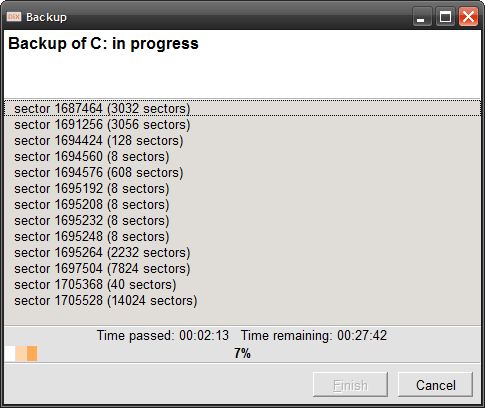 Backup
Backup of C: in progress
sector 1687464 (3032 sectors)
sector 1691256 (3056 sectors)
sector 1694424 (128 sectors)
sector 1694560 (8 sectors)
sector 1694576 (608 sectors)
sector 1695192 (8 sectors)
sector 1695208 (8 sectors)
sector 1695232 (8 sectors)
sector 1695248 (8 sectors)
sector 1695264 (2232 sectors)
sector 1697504 (7824 sectors)
sector 1705368 (40 sectors)
sector 1705528 (14024 sectors)
Time passed: 00:02:13 Time remaining: 00:27:42
7%
Finish Cancel